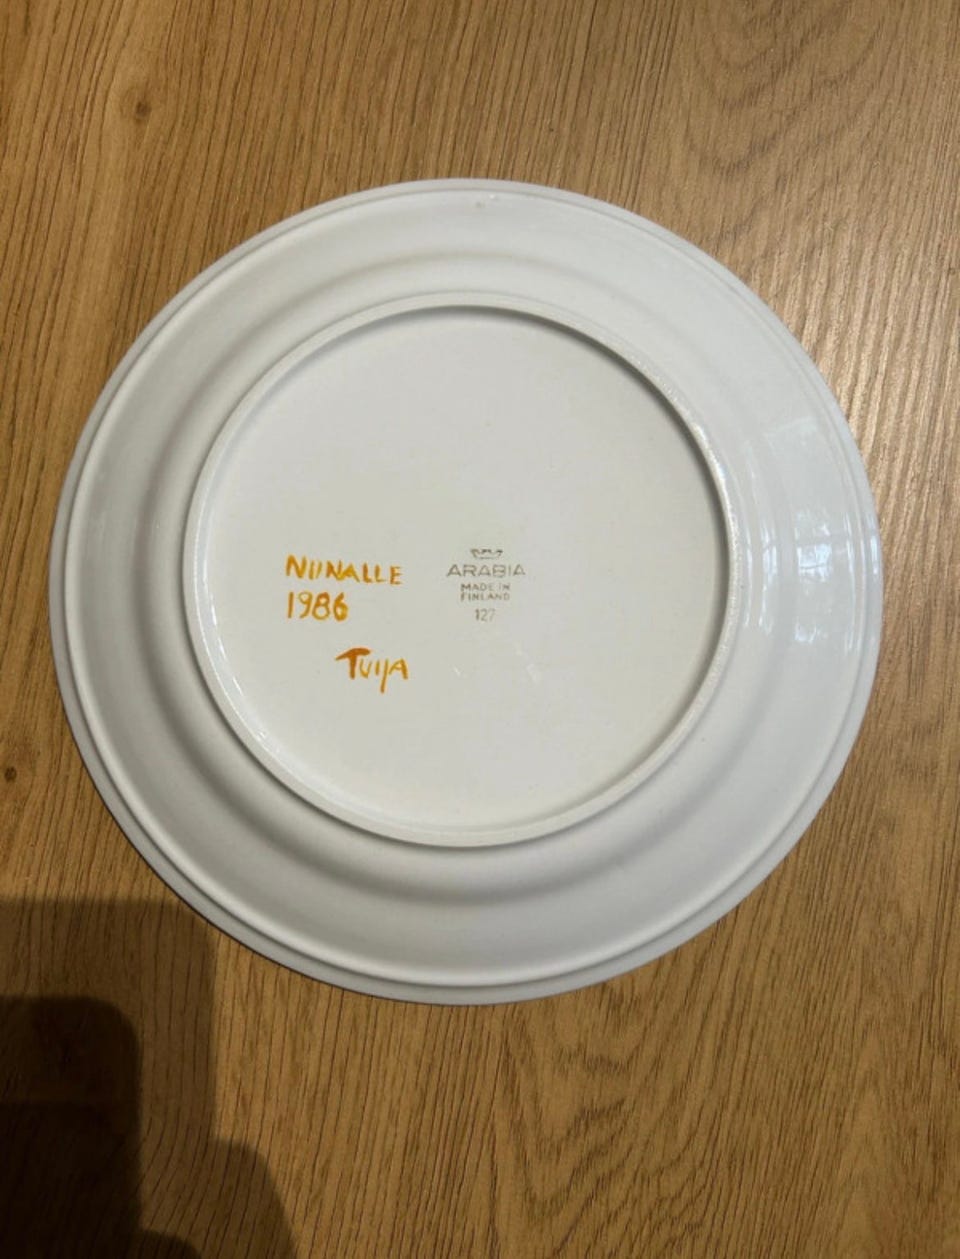 NIINALLE
1986
TUIJA
ARABIA
MADE IN
FINLAND
127